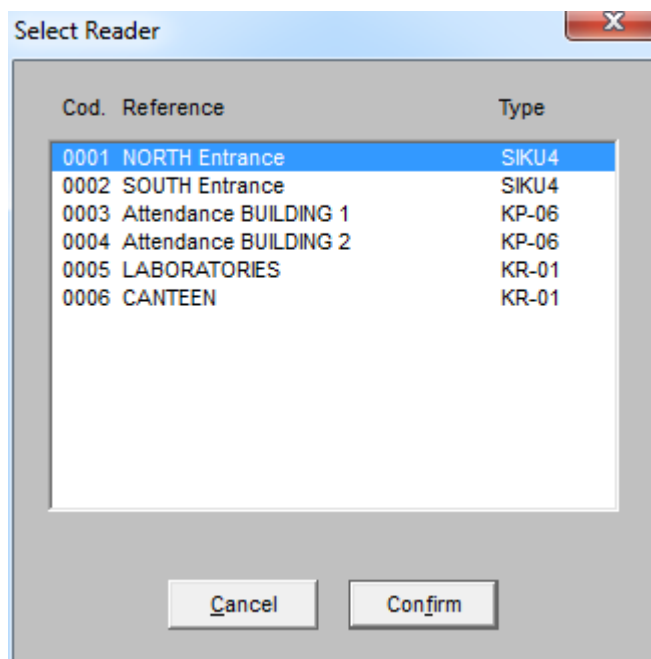 Select Reader
Cod. Reference Type
0001 NORTH Entrance SIKU4
0002 SOUTH Entrance SIKU4
0003 Attendance BUILDING 1 KP-06
0004 Attendance BUILDING 2 KP-06
0005 LABORATORIES KR-01
0006 CANTEEN KR-01
Cancel Confirm